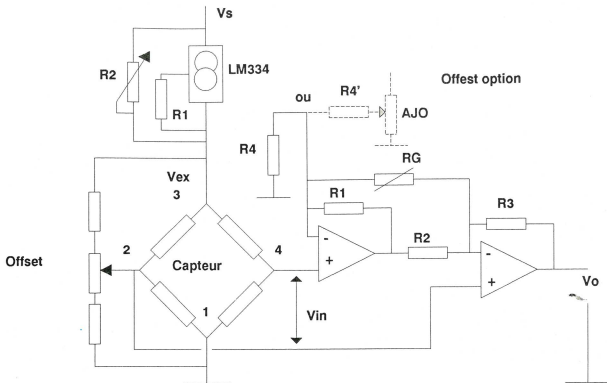 Vs
LM334
R2
R1
Offest option
ou
R4'
AJO
R4
RG
Vex
3
R1
R3
2
4
R2
Offset
Capteur
-
+
-
+
1
Vin
Vo